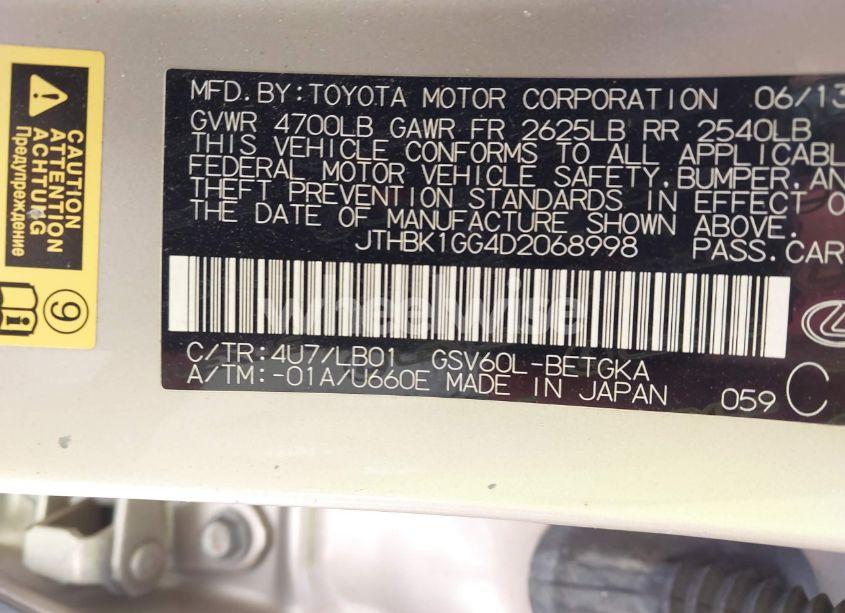 CAUTION
ATTENTION
ACHTUNG
Предупреждение
9
MFD.BY:TOYOTA MOTOR CORPORATION 06/13
GVWR 4700LB GAWR FR 2625LB RR 2540LB
THIS VEHICLE CONFORMS TO ALL APPLICABL
FEDERAL MOTOR VEHICLE SAFETY,BUMPER,AN
THEFT PREVENTION STANDARDS IN EFFECT O
THE DATE OF MANUFACTURE SHOWN ABOVE.
JTHBK1GG4D2068998 PASS.CAR
wheelwise
C/TR:4U7/LB01 GSV60L-BETGKA
A/TM:-01A/U660E MADE IN JAPAN
059 C